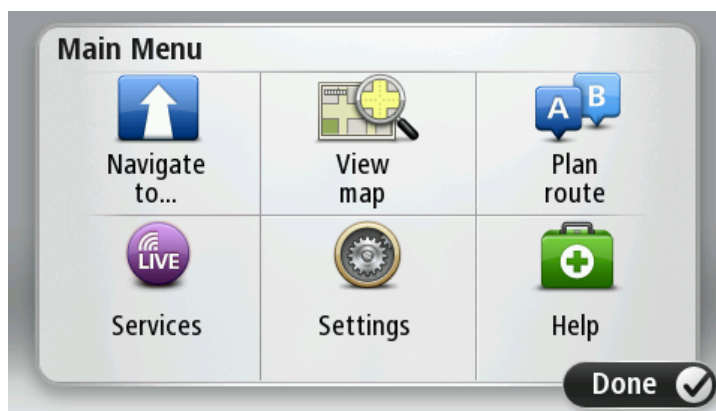 Main Menu
A B
Navigate
to...
View
map
Plan
route
LIVE
Services
Settings
Help
Done